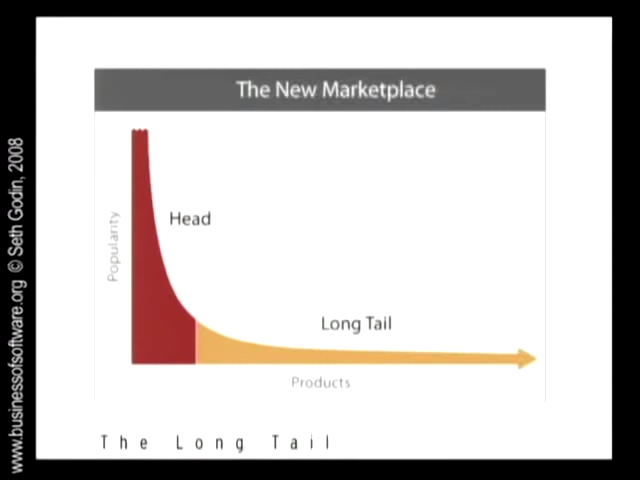 The New Marketplace
Head
Popularity
Long Tail
Products
The Long Tail
www.businessofsoftware.org © Seth Godin, 2008